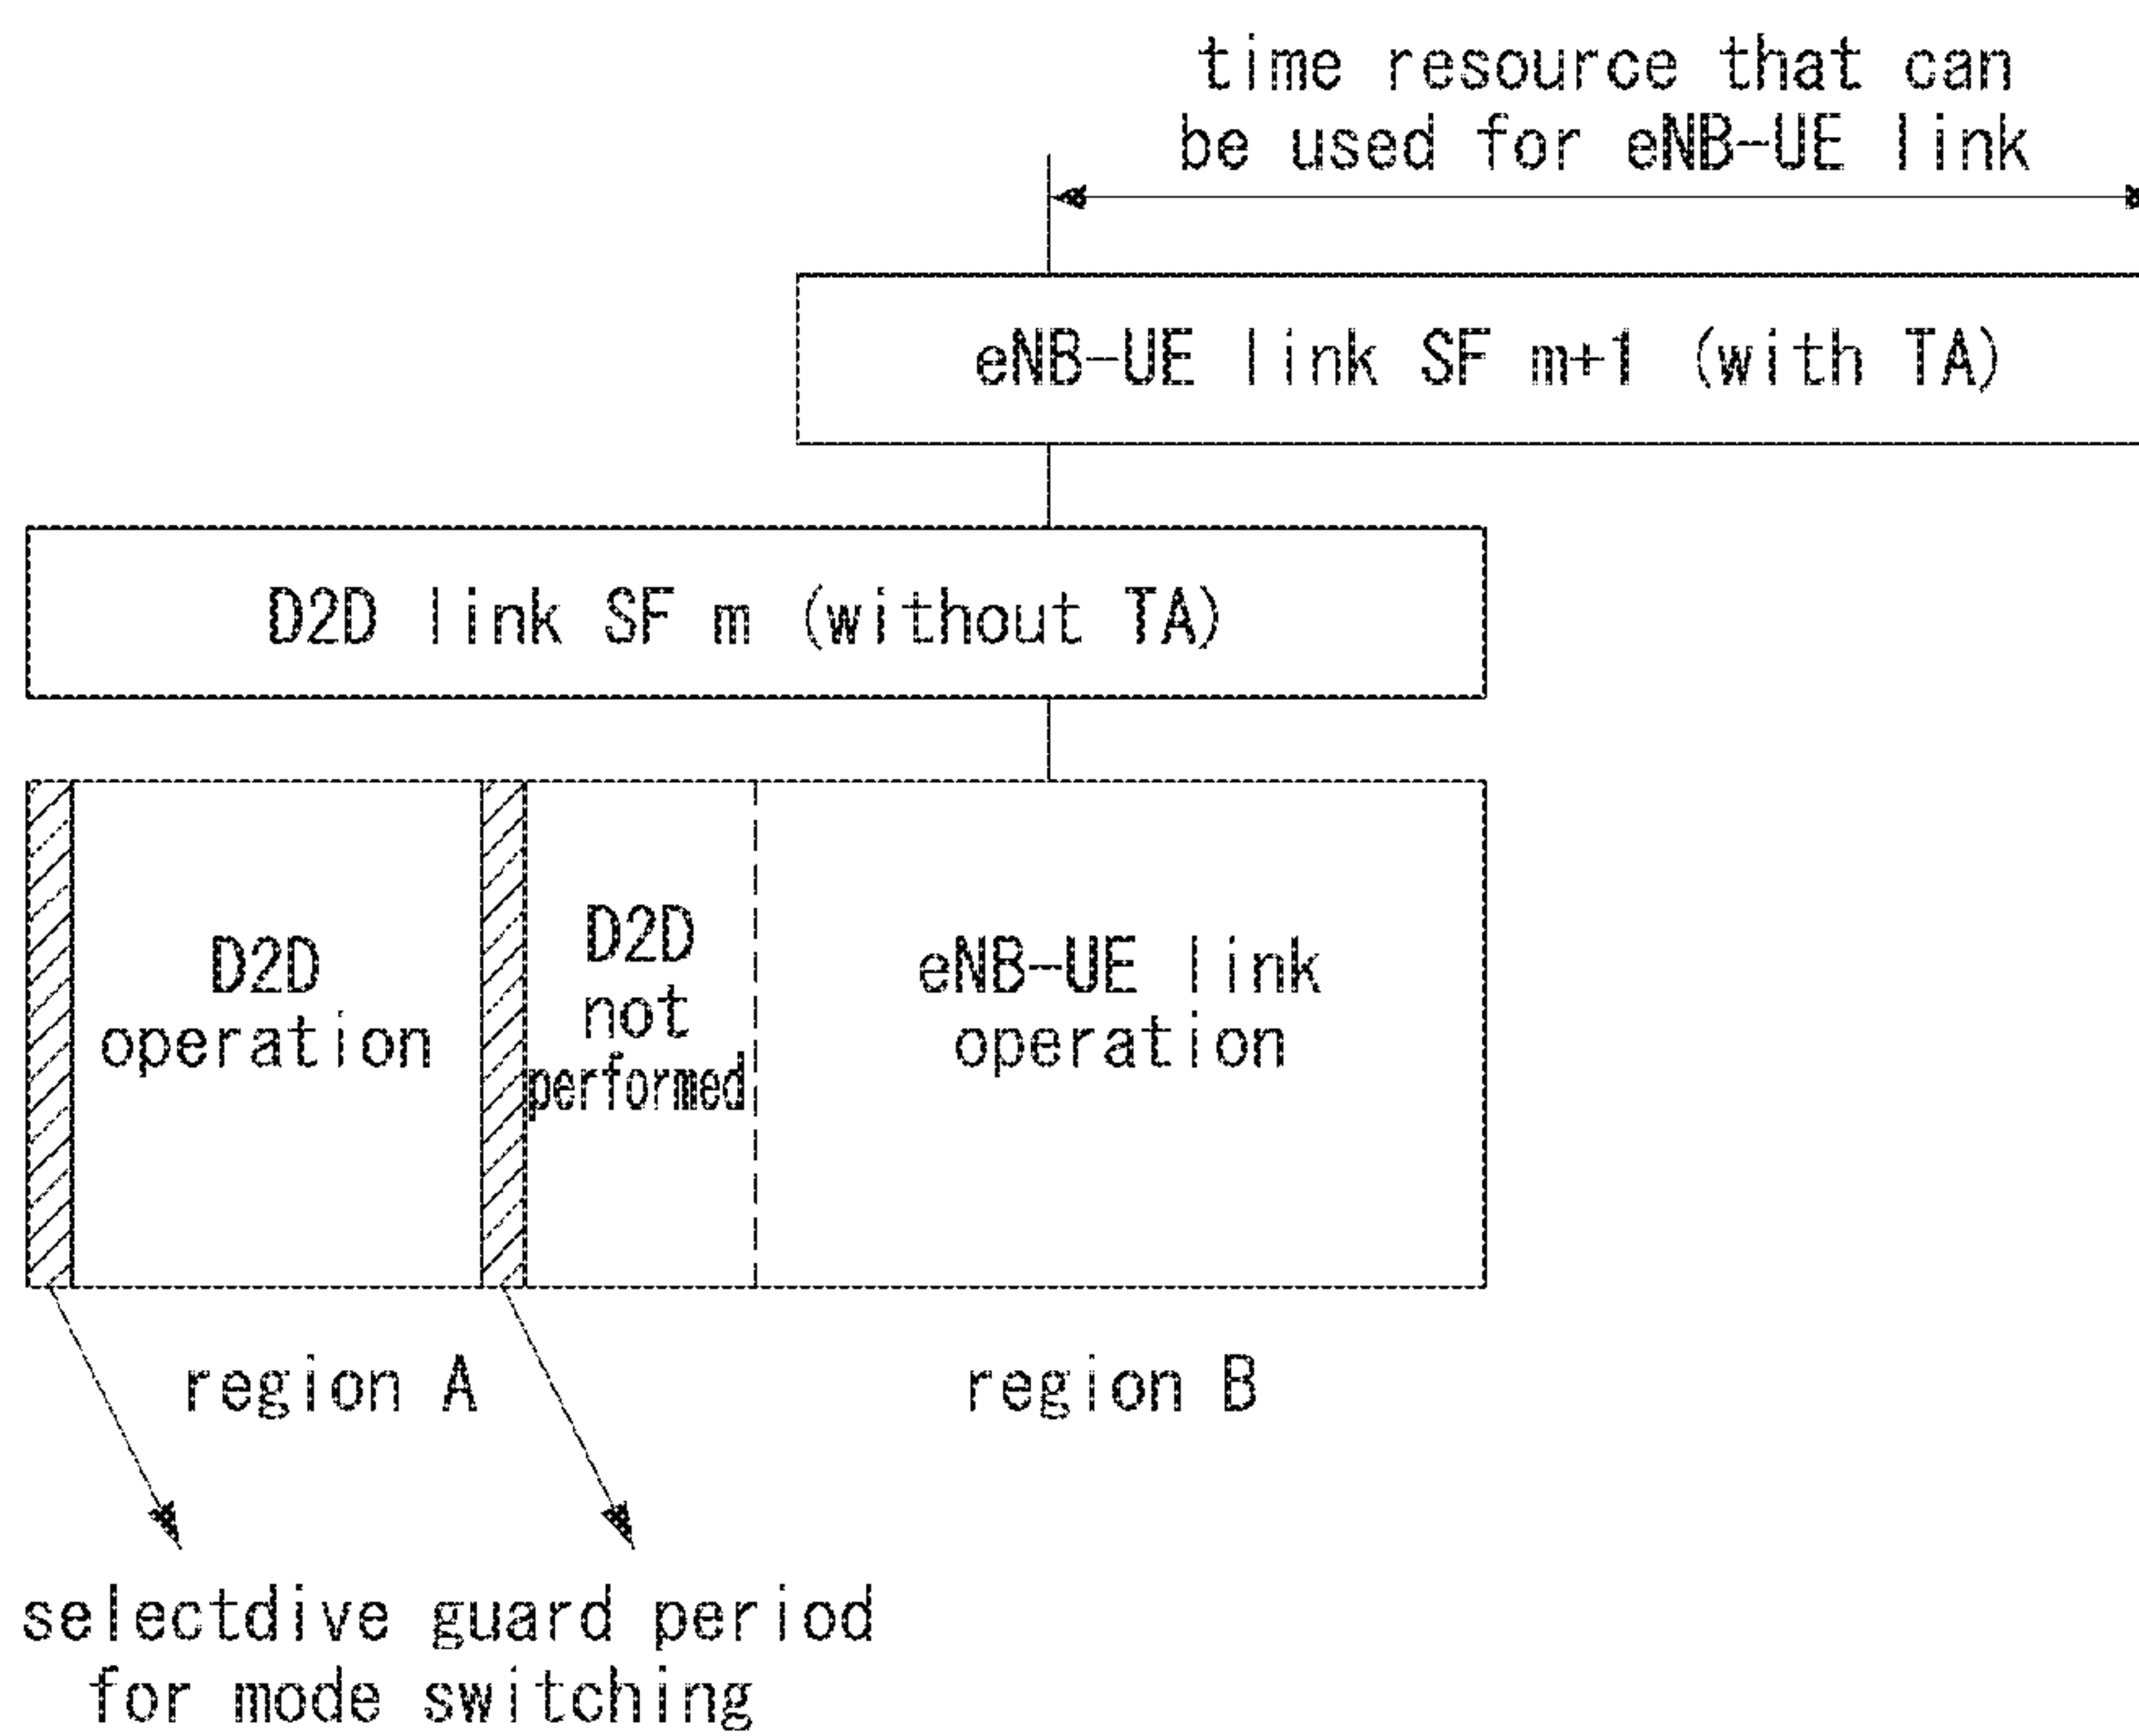 time resource that can
be used for eNB-UE link
eNB-UE link SF m+1 (with TA)
D2D link SF m (without TA)
D2D
operation
D2D
not
performed
eNB-UE link
operation
region A
region B
selectdive guard period
for mode switching